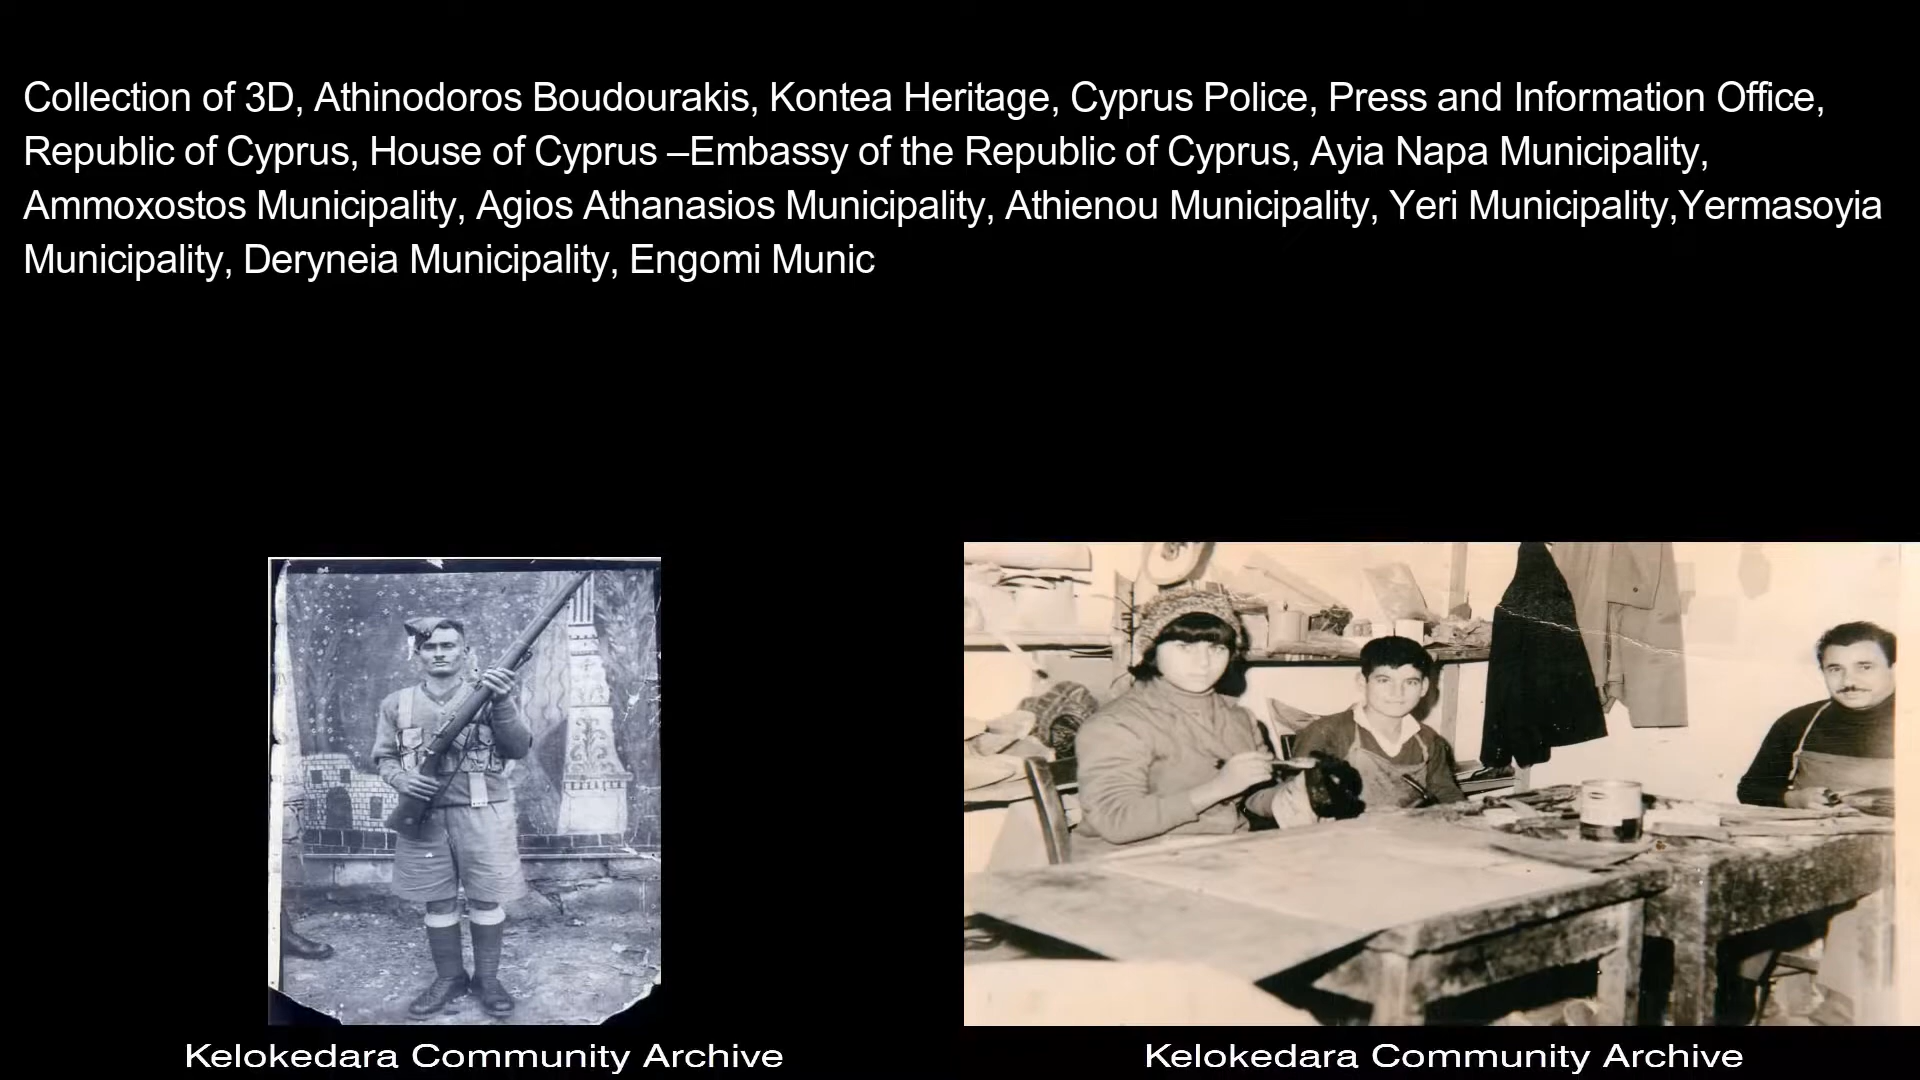 Collection of 3D, Athinodoros Boudourakis, Kontea Heritage, Cyprus Police, Press and Information Office,
Republic of Cyprus, House of Cyprus –Embassy of the Republic of Cyprus, Ayia Napa Municipality,
Ammoxostos Municipality, Agios Athanasios Municipality, Athienou Municipality, Yeri Municipality,Yermasoyia
Municipality, Deryneia Municipality, Engomi Munic
Kelokedara Community Archive
Kelokedara Community Archive